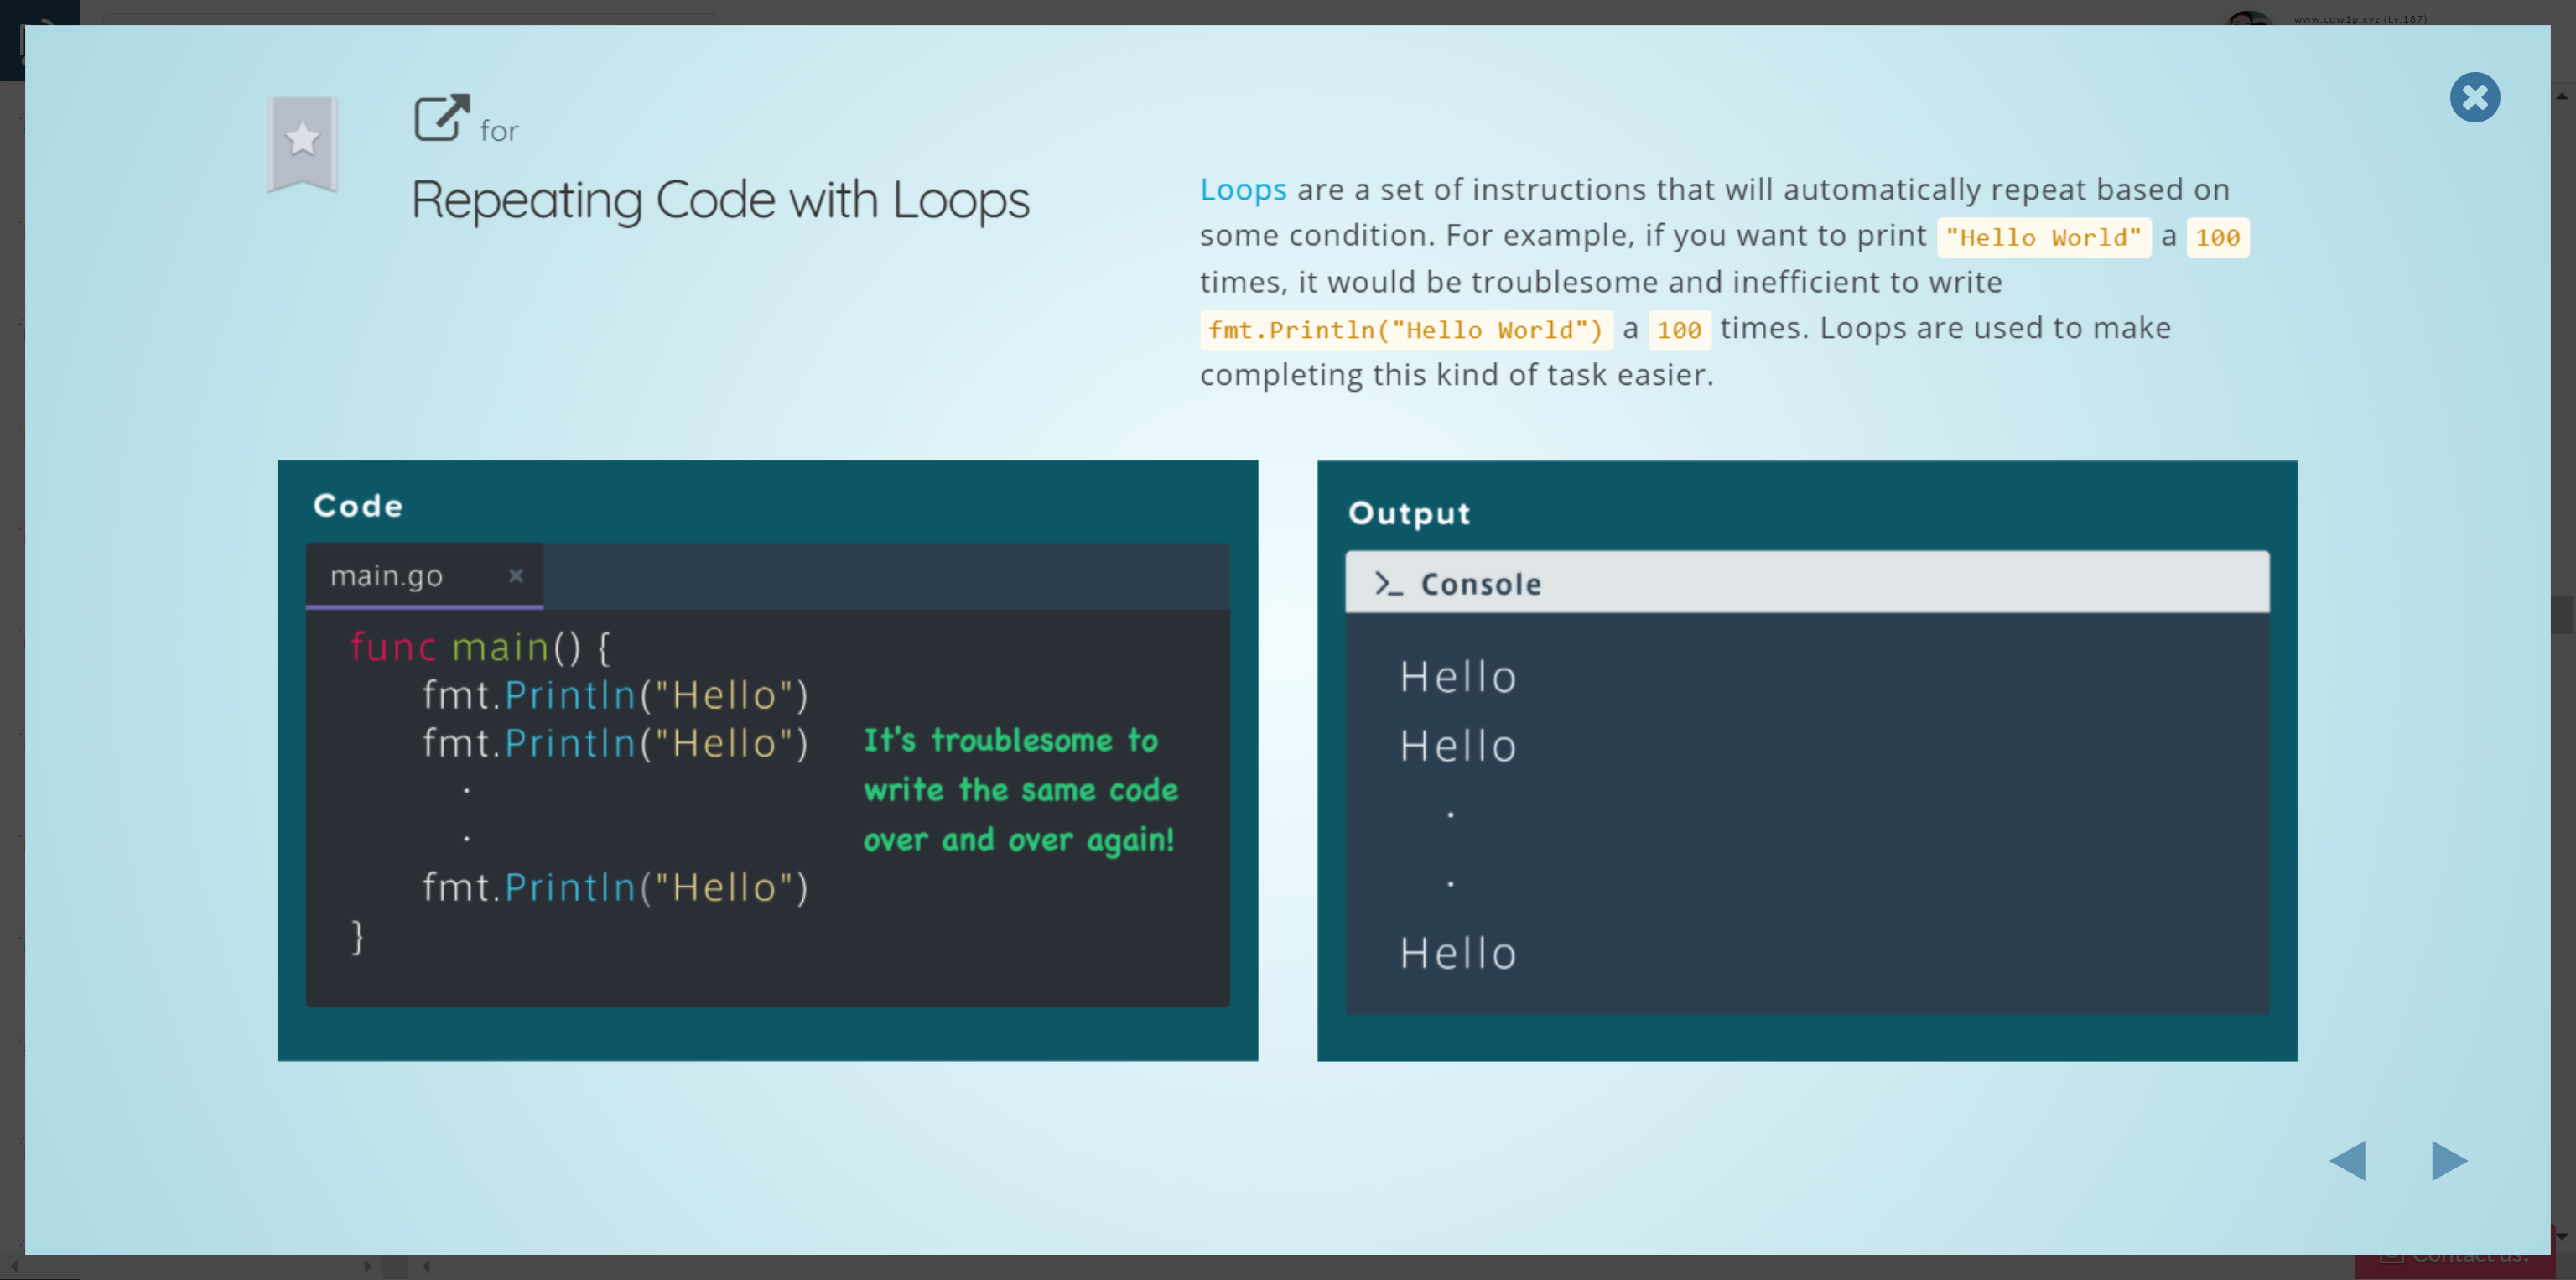 www.cdw1p.xyz (Lv.187)
for
Repeating Code with Loops
Loops are a set of instructions that will automatically repeat based on
some condition. For example, if you want to print "Hello World" a 100
times, it would be troublesome and inefficient to write
fmt.Println("Hello World") a 100 times. Loops are used to make
completing this kind of task easier.
Code
main.go ×
func main() {
fmt.Println("Hello")
fmt.Println("Hello")
.
.
fmt.Println("Hello")
}
It's troublesome to
write the same code
over and over again!
Output
>_ Console
Hello
Hello
.
.
Hello
Contact us!